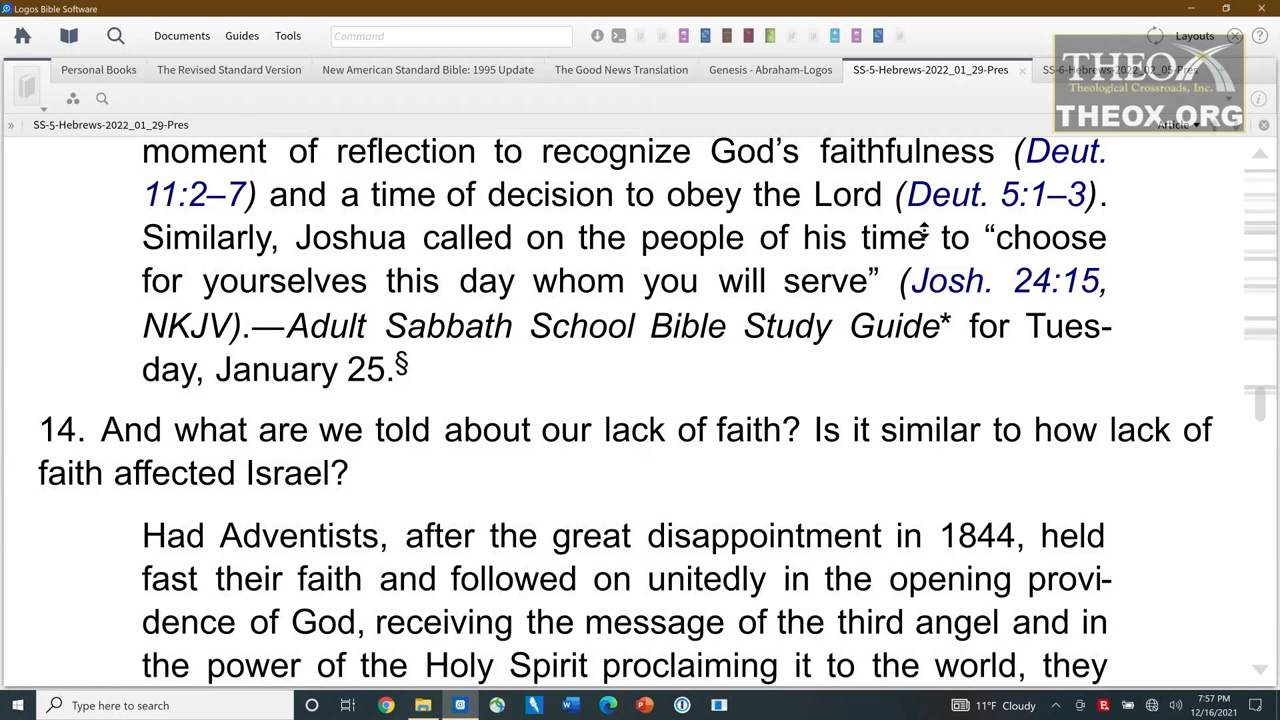 Logos Bible Software
Documents Guides Tools Command Layouts
Personal Books The Revised Standard Version New American Standard Bible 1995 Update The Good News Translation Genesis - Abraham-Logos SS-5-Hebrews-2022_01_29-Pres SS-6-Hebrews-2022_02_05-Pres
THEOX
Theological Crossroads, Inc.
THEOX.ORG
» SS-5-Hebrews-2022_01_29-Pres Article
moment of reflection to recognize God’s faithfulness (Deut.
11:2–7) and a time of decision to obey the Lord (Deut. 5:1–3).
Similarly, Joshua called on the people of his time to “choose
for yourselves this day whom you will serve” (Josh. 24:15,
NKJV).—Adult Sabbath School Bible Study Guide* for Tues-
day, January 25.§
14. And what are we told about our lack of faith? Is it similar to how lack of
faith affected Israel?
Had Adventists, after the great disappointment in 1844, held
fast their faith and followed on unitedly in the opening provi-
dence of God, receiving the message of the third angel and in
the power of the Holy Spirit proclaiming it to the world, they
Type here to search 11°F Cloudy 7:57 PM
12/16/2021